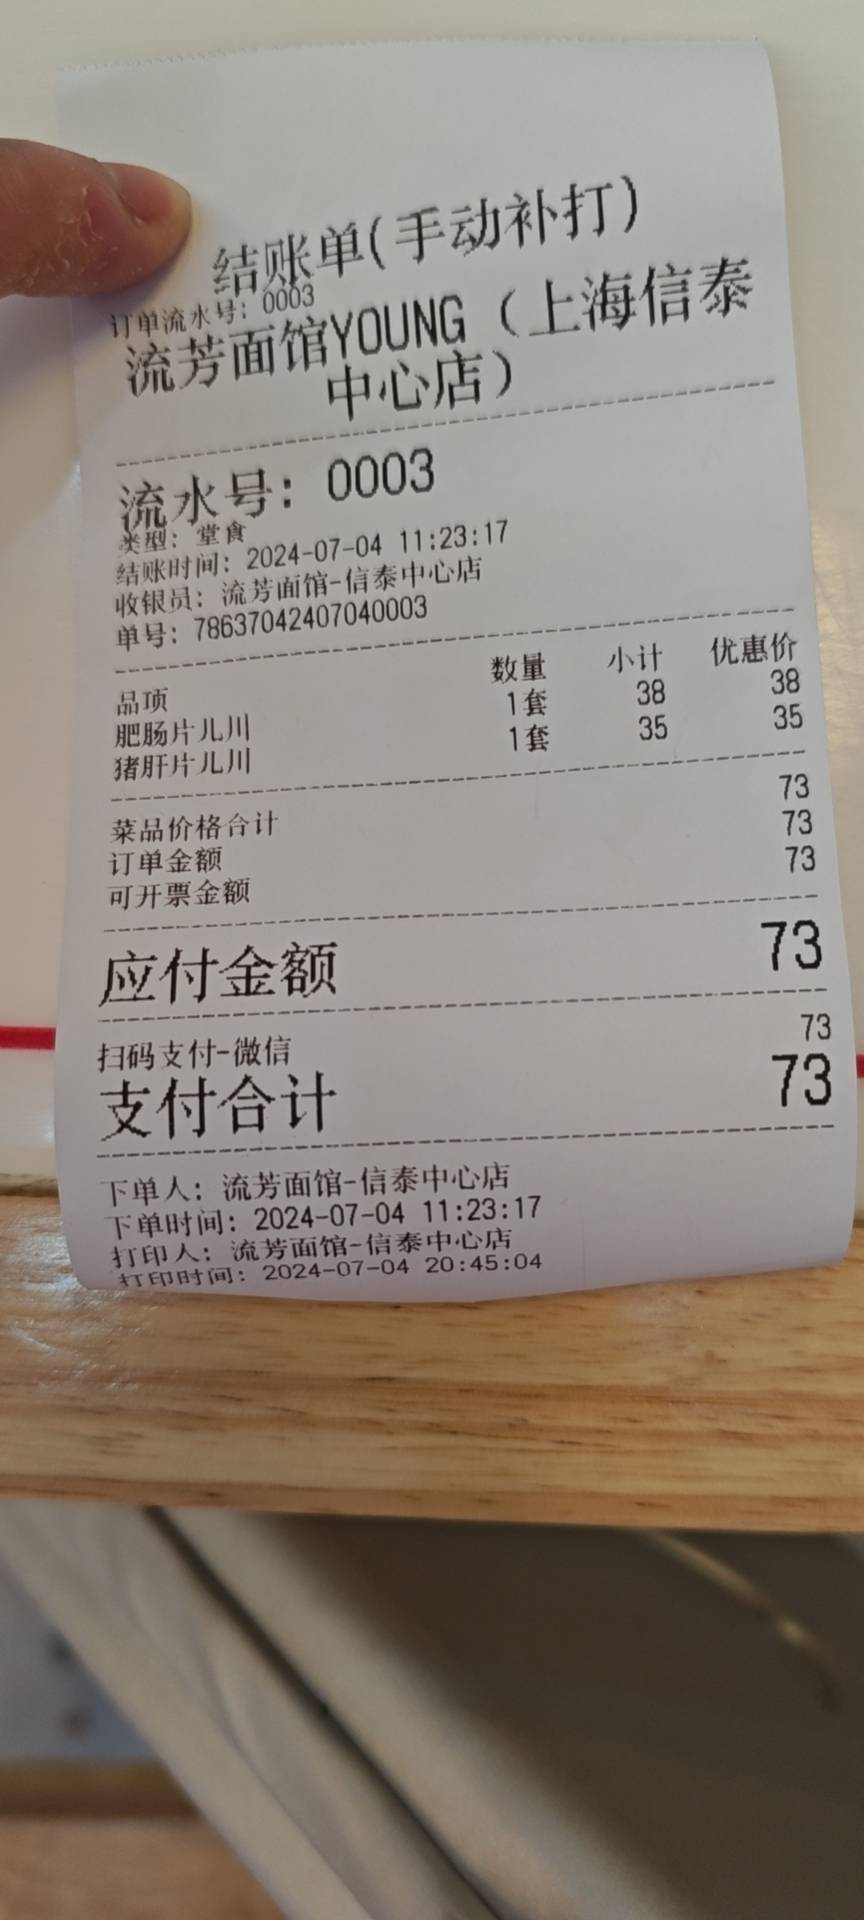 结账单(手动补打)
订单流水号: 0003
流芳面馆YOUNG（上海信泰
中心店）
流水号: 0003
类型: 堂食
结账时间: 2024-07-04 11:23:17
收银员: 流芳面馆-信泰中心店
单号: 78637042407040003
品项 数量 小计 优惠价
肥肠片儿川 1套 38 38
猪肝片儿川 1套 35 35
菜品价格合计 73
订单金额 73
可开票金额 73
应付金额 73
扫码支付-微信 73
支付合计 73
下单人: 流芳面馆-信泰中心店
下单时间: 2024-07-04 11:23:17
打印人: 流芳面馆-信泰中心店
打印时间: 2024-07-04 20:45:04